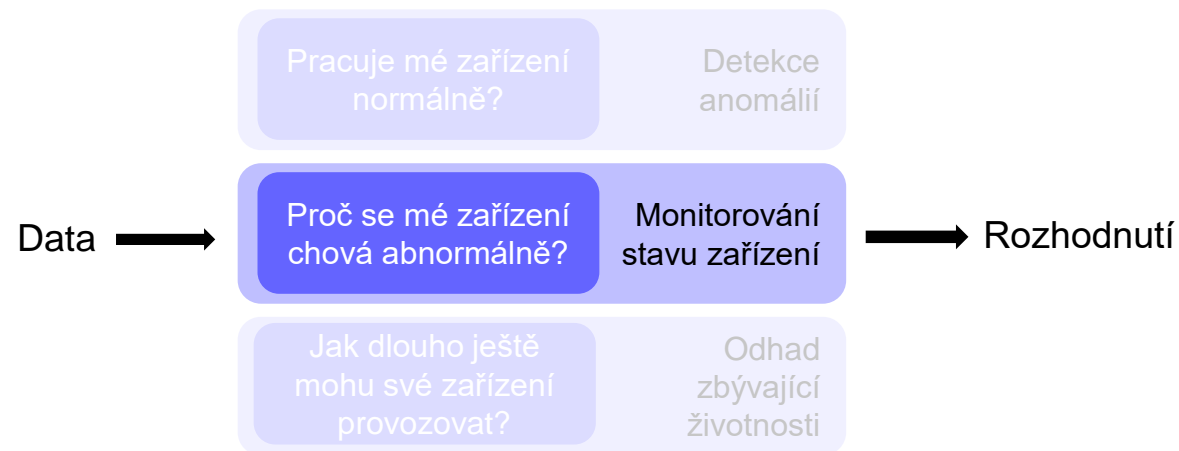 Pracuje mé zařízení
normálně?
Detekce
anomálií
Data
Proč se mé zařízení
chová abnormálně?
Monitorování
stavu zařízení
Rozhodnutí
Jak dlouho ještě
mohu své zařízení
provozovat?
Odhad
zbývající
životnosti